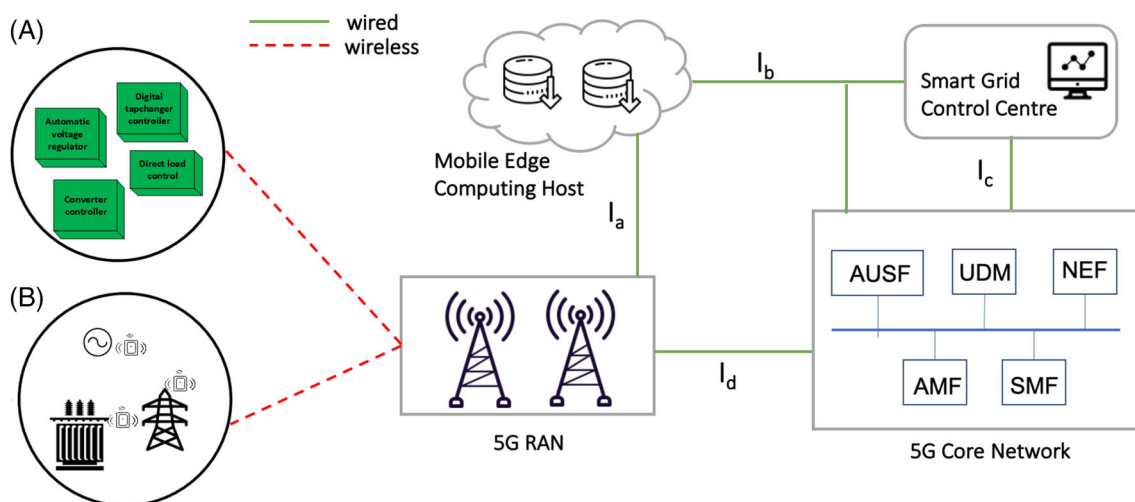 (A)
wired
wireless
Digital
tapchanger
controller
Automatic
voltage
regulator
Direct load
control
Converter
controller
Mobile Edge
Computing Host
I_b
Smart Grid
Control Centre
I_c
I_a
(B)
AUSF
UDM
NEF
I_d
AMF
SMF
5G RAN
5G Core Network